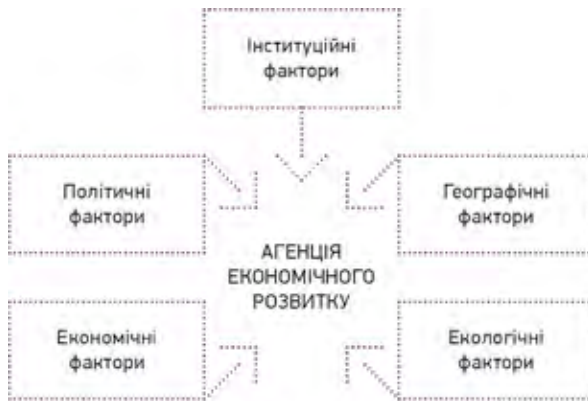 Інституційні
фактори
Політичні
фактори
Географічні
фактори
АГЕНЦІЯ
ЕКОНОМІЧНОГО
РОЗВИТКУ
Економічні
фактори
Екологічні
фактори